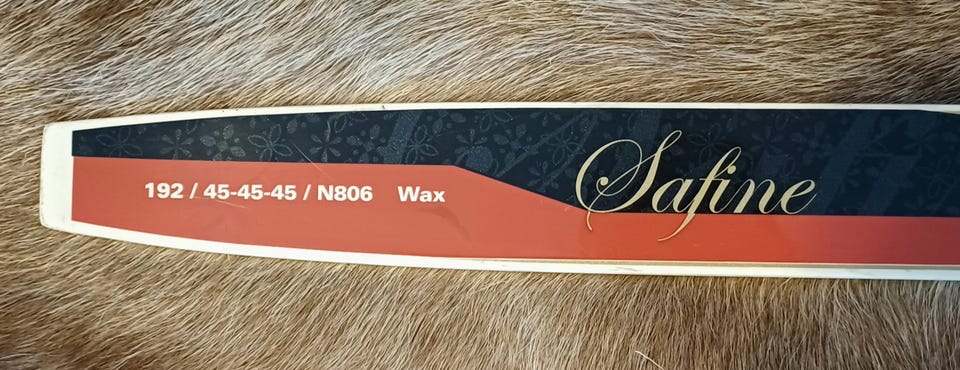 192 / 45-45-45 / N806 Wax
Safine